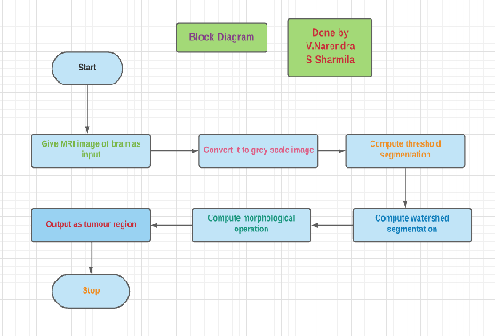 Block Diagram
Done by
V.Narendra
S Sharmila
Start
Give MRI image of brain as
input
Convert it to grey scale image
Compute threshold
segmentation
Compute watershed
segmentation
Compute morphological
operation
Output as tumour region
Stop